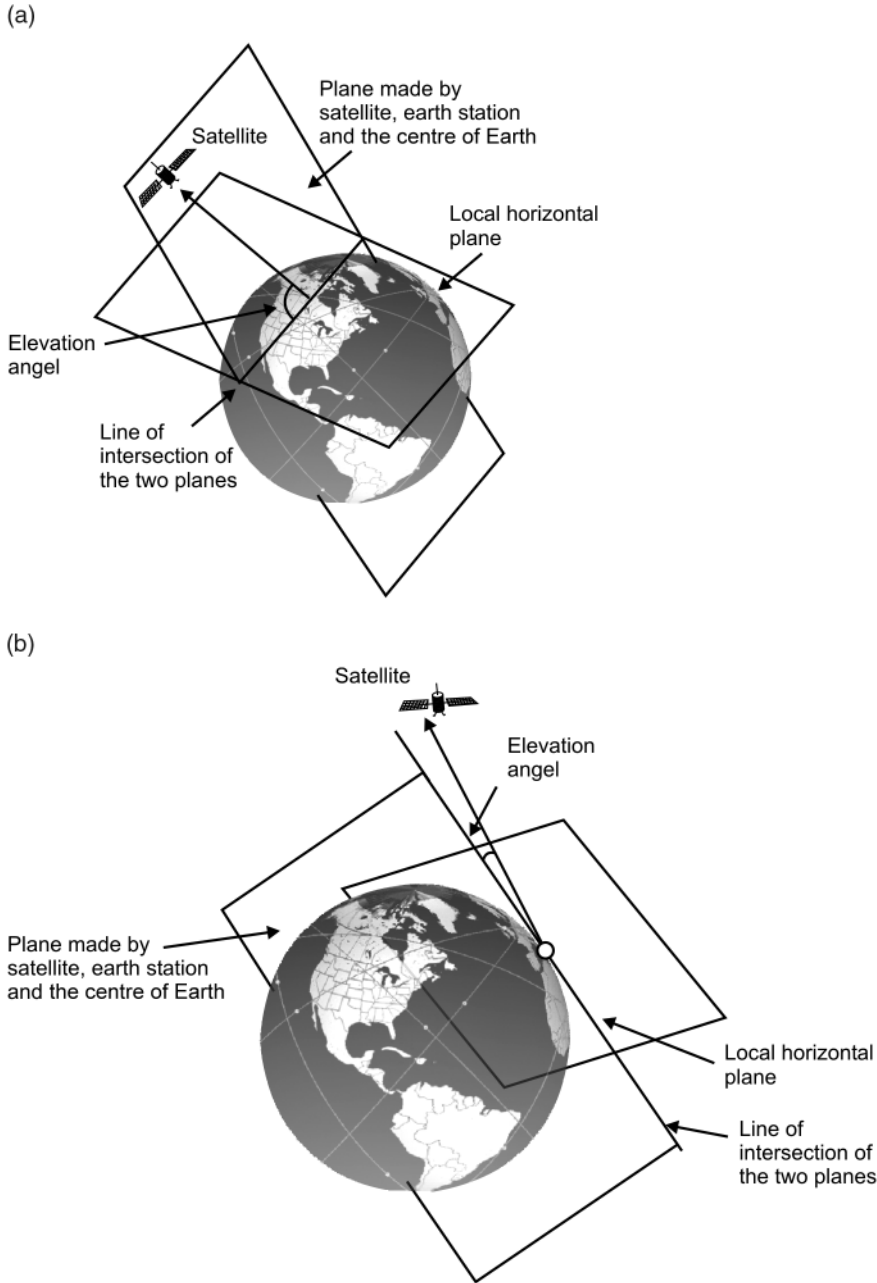 (a)
Plane made by
satellite, earth station
and the centre of Earth
Satellite
Local horizontal
plane
Elevation
angel
Line of
intersection of
the two planes
(b)
Satellite
Elevation
angel
Plane made by
satellite, earth station
and the centre of Earth
Local horizontal
plane
Line of
intersection of
the two planes